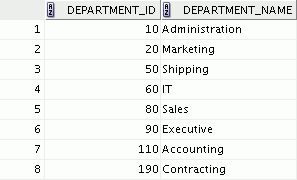 DEPARTMENT_ID DEPARTMENT_NAME
1 10 Administration
2 20 Marketing
3 50 Shipping
4 60 IT
5 80 Sales
6 90 Executive
7 110 Accounting
8 190 Contracting